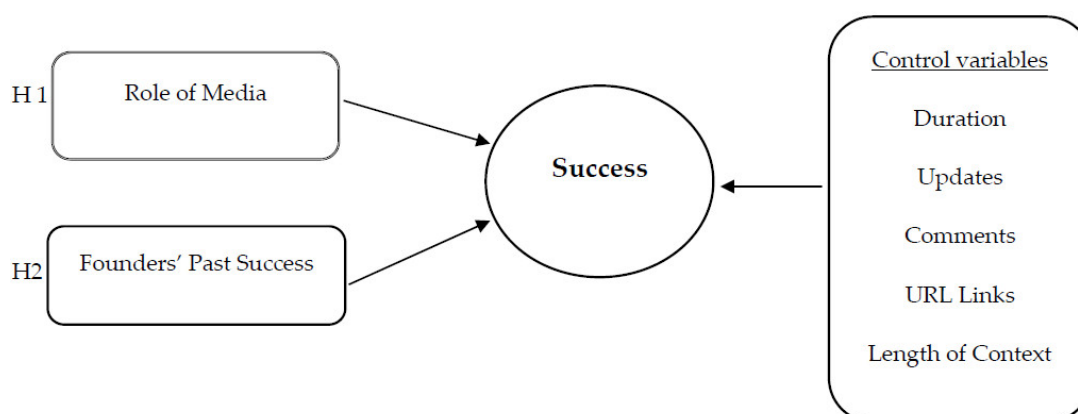 H 1
Role of Media
H2
Founders' Past Success
Success
Control variables
Duration
Updates
Comments
URL Links
Length of Context